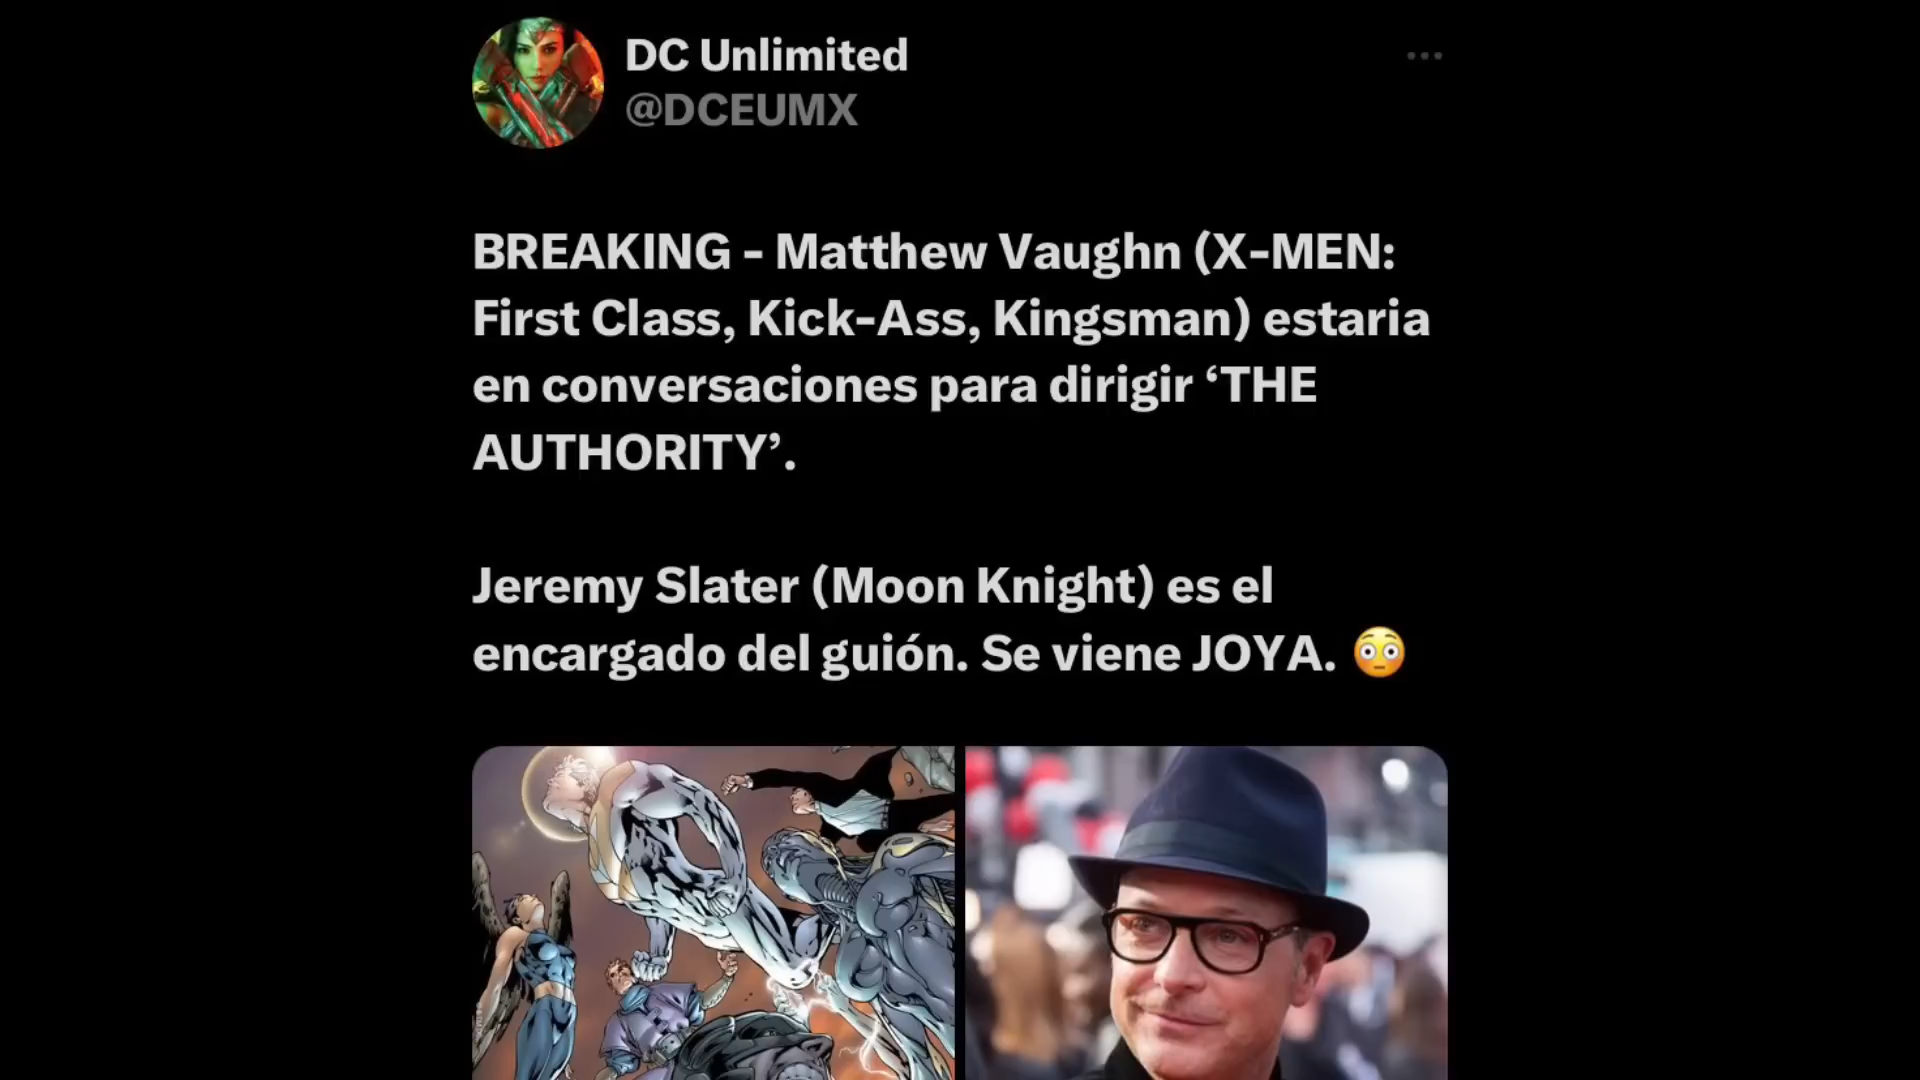 DC Unlimited
@DCEUMX
BREAKING - Matthew Vaughn (X-MEN:
First Class, Kick-Ass, Kingsman) estaria
en conversaciones para dirigir ‘THE
AUTHORITY’.
Jeremy Slater (Moon Knight) es el
encargado del guión. Se viene JOYA. 😳